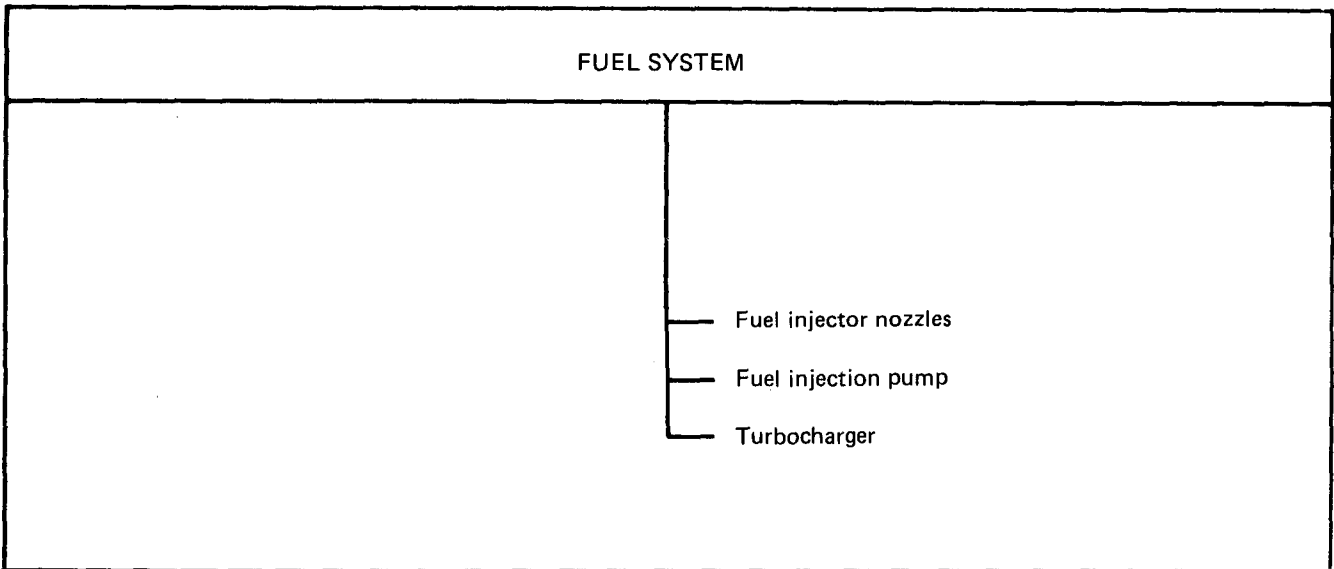 FUEL SYSTEM
Fuel injector nozzles
Fuel injection pump
Turbocharger